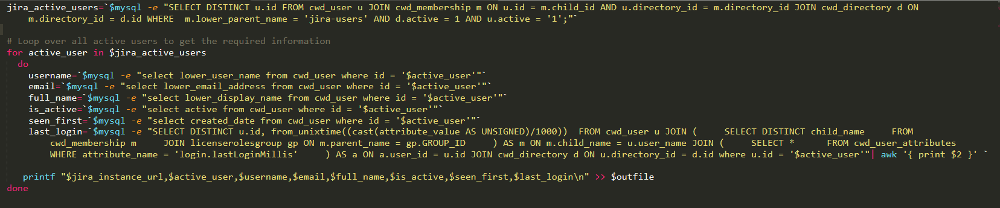 jira_active_users=`$mysql -e "SELECT DISTINCT u.id FROM cwd_user u JOIN cwd_membership m ON u.id = m.child_id AND u.directory_id = m.directory_id JOIN cwd_directory d ON
m.directory_id = d.id WHERE  m.lower_parent_name = 'jira-users' AND d.active = 1 AND u.active = '1';"`
# Loop over all active users to get the required information
for active_user in $jira_active_users
do
username=`$mysql -e "select lower_user_name from cwd_user where id = '$active_user'"`
email=`$mysql -e "select lower_email_address from cwd_user where id = '$active_user'"`
full_name=`$mysql -e "select lower_display_name from cwd_user where id = '$active_user'"`
is_active=`$mysql -e "select active from cwd_user where id = '$active_user'"`
seen_first=`$mysql -e "select created_date from cwd_user where id = '$active_user'"`
last_login=`$mysql -e "SELECT DISTINCT u.id, from_unixtime((cast(attribute_value AS UNSIGNED)/1000))  FROM cwd_user u JOIN (     SELECT DISTINCT child_name     FROM
cwd_membership m     JOIN licenserolesgroup gp ON m.parent_name = gp.GROUP_ID     ) AS m ON m.child_name = u.user_name JOIN (     SELECT *      FROM cwd_user_attributes
WHERE attribute_name = 'login.lastLoginMillis'     ) AS a ON a.user_id = u.id JOIN cwd_directory d ON u.directory_id = d.id where u.id = '$active_user'"| awk '{ print $2 }' `
printf "$jira_instance_url,$active_user,$username,$email,$full_name,$is_active,$seen_first,$last_login\n" >> $outfile
done